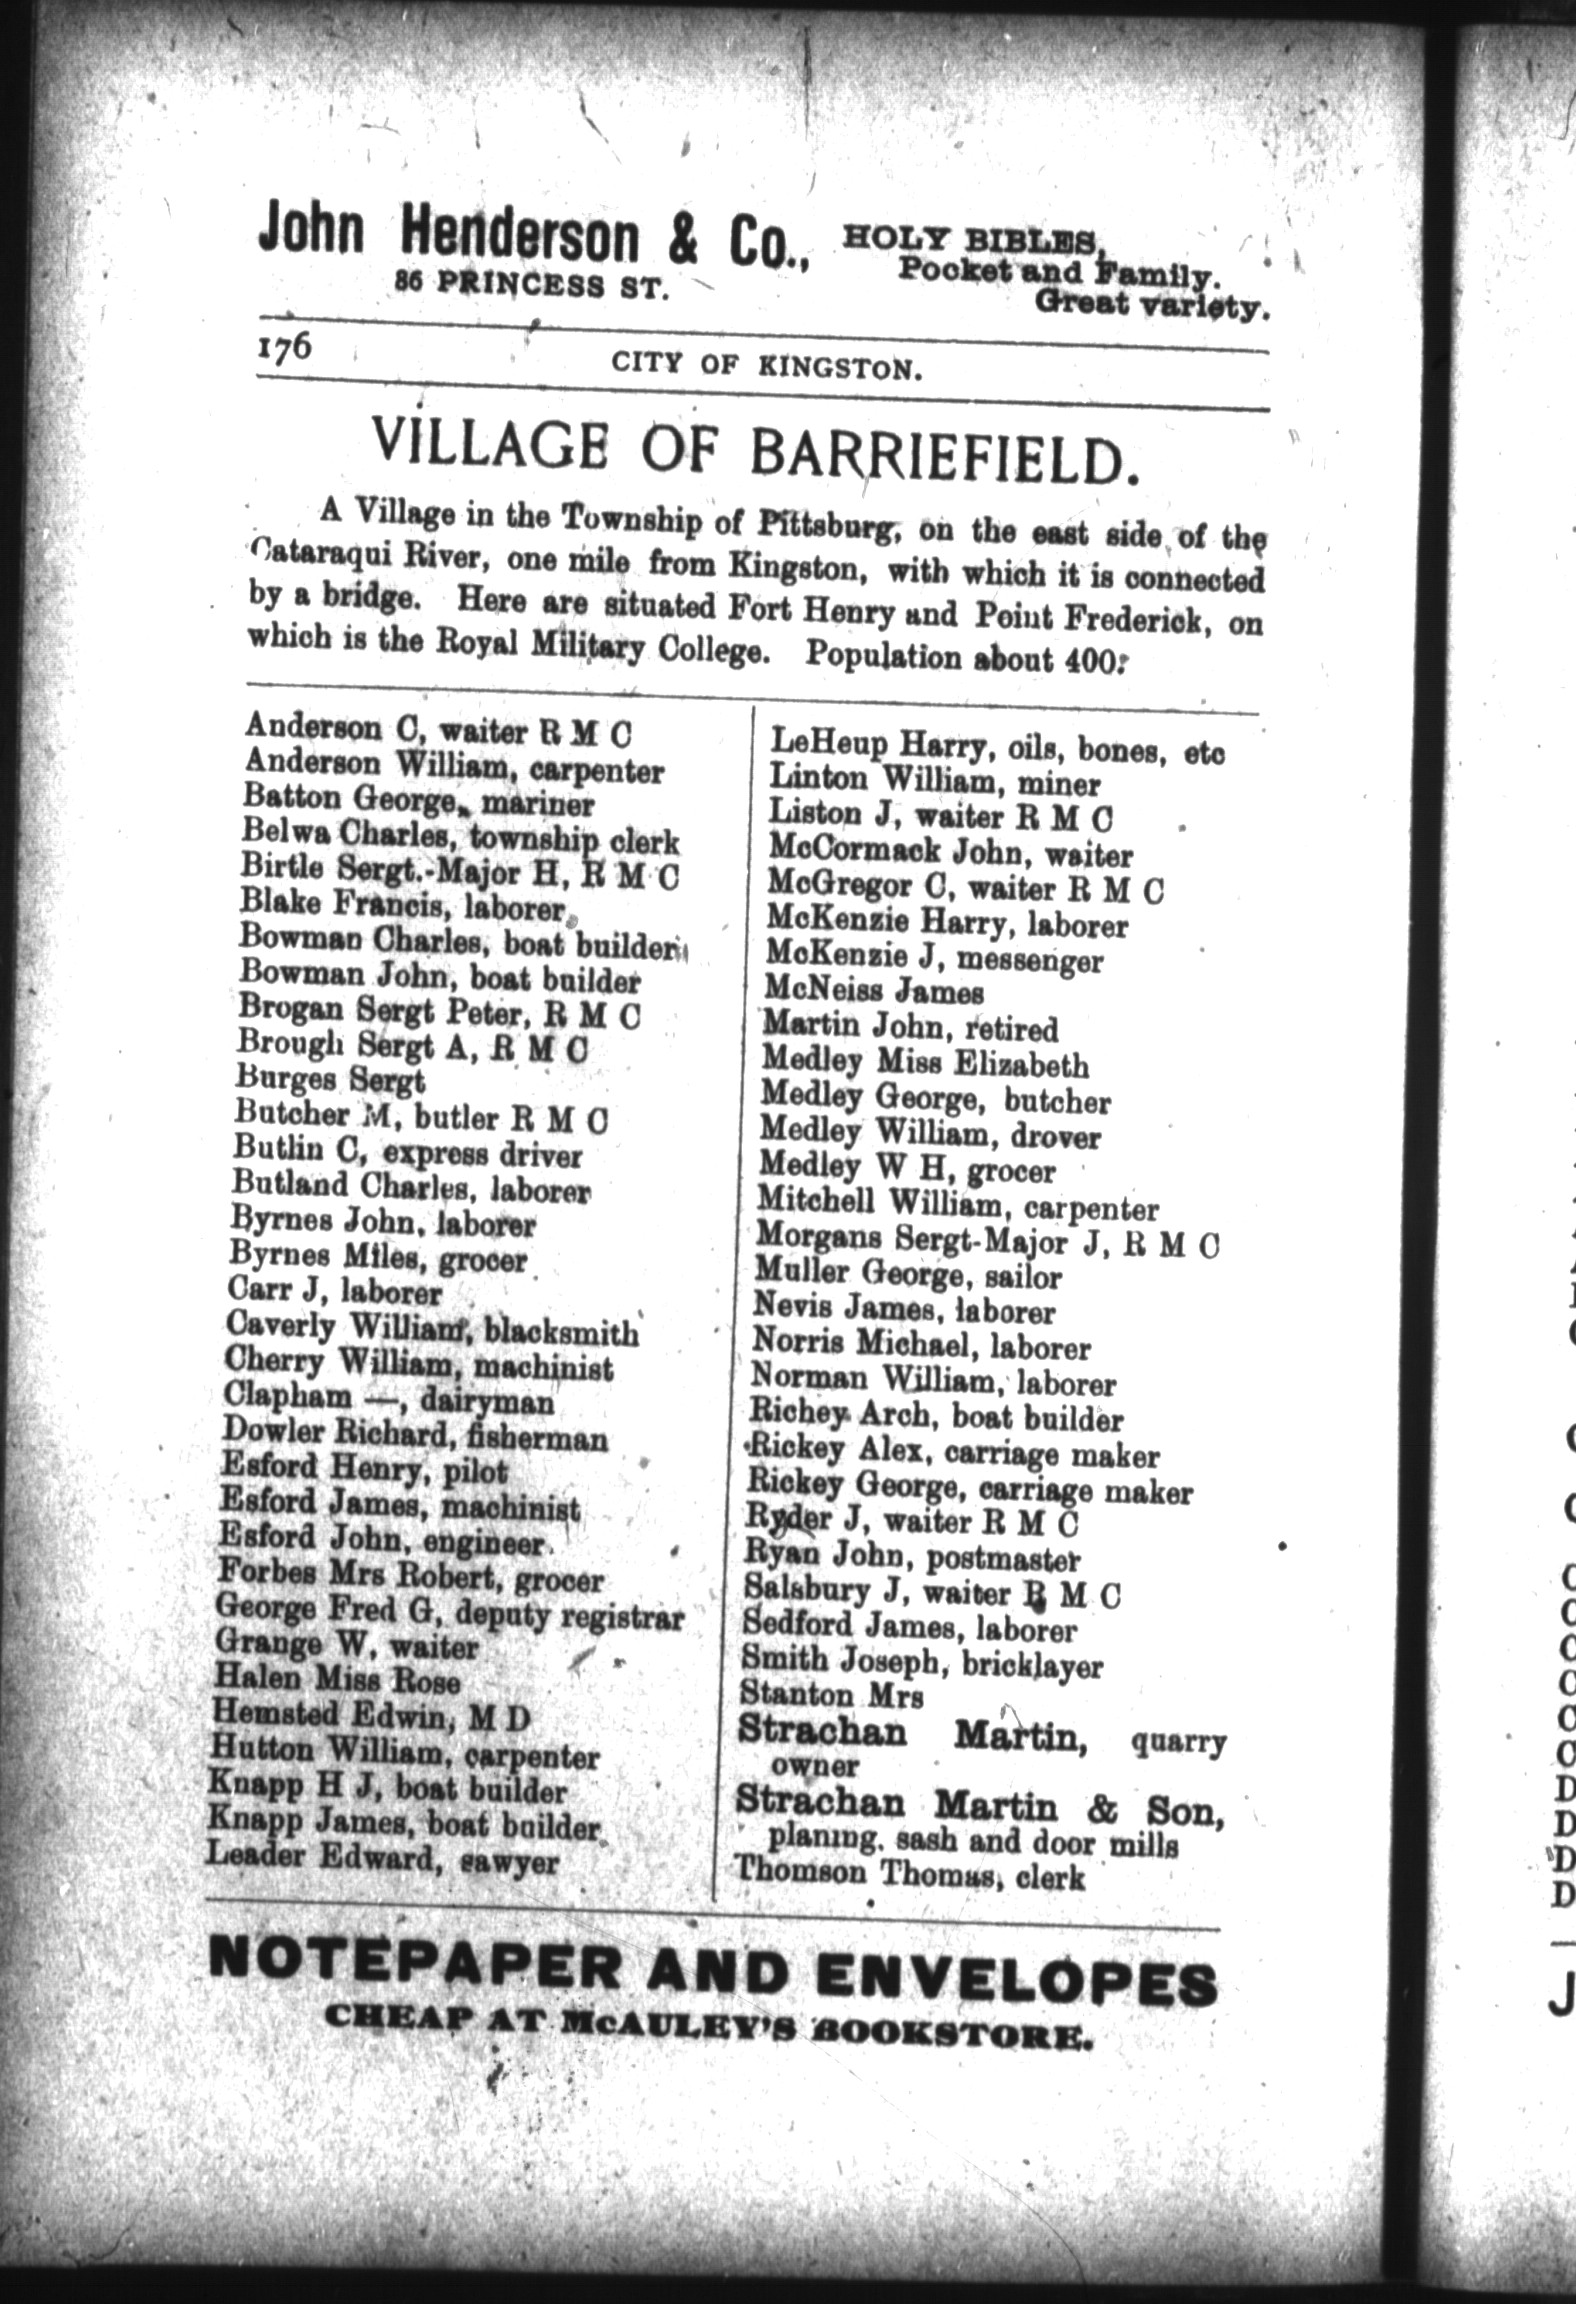 John Henderson & Co.,
86 PRINCESS ST.
HOLY BIBLES,
Pocket and Family.
Great variety.
176
CITY OF KINGSTON.
VILLAGE OF BARRIEFIELD.
A Village in the Township of Pittsburg, on the east side of the
Cataraqui River, one mile from Kingston, with which it is connected
by a bridge. Here are situated Fort Henry and Point Frederick, on
which is the Royal Military College. Population about 400.
Anderson C, waiter R M C
Anderson William, carpenter
Batton George, mariner
Belwa Charles, township clerk
Birtle Sergt.-Major H, R M C
Blake Francis, laborer
Bowman Charles, boat builder
Bowman John, boat builder
Brogan Sergt Peter, R M C
Brough Sergt A, R M C
Burges Sergt
Butcher M, butler R M C
Butlin C, express driver
Butland Charles, laborer
Byrnes John, laborer
Byrnes Miles, grocer
Carr J, laborer
Caverly William, blacksmith
Cherry William, machinist
Clapham —, dairyman
Dowler Richard, fisherman
Esford Henry, pilot
Esford James, machinist
Esford John, engineer
Forbes Mrs Robert, grocer
George Fred G, deputy registrar
Grange W, waiter
Halen Miss Rose
Hemsted Edwin, M D
Hutton William, carpenter
Knapp H J, boat builder
Knapp James, boat builder
Leader Edward, sawyer
LeHeup Harry, oils, bones, etc
Linton William, miner
Liston J, waiter R M C
McCormack John, waiter
McGregor C, waiter R M C
McKenzie Harry, laborer
McKenzie J, messenger
McNeiss James
Martin John, retired
Medley Miss Elizabeth
Medley George, butcher
Medley William, drover
Medley W H, grocer
Mitchell William, carpenter
Morgans Sergt-Major J, R M C
Muller George, sailor
Nevis James, laborer
Norris Michael, laborer
Norman William, laborer
Richey Arch, boat builder
Rickey Alex, carriage maker
Rickey George, carriage maker
Ryder J, waiter R M C
Ryan John, postmaster
Salsbury J, waiter R M C
Sedford James, laborer
Smith Joseph, bricklayer
Stanton Mrs
Strachan Martin, quarry
owner
Strachan Martin & Son,
planing, sash and door mills
Thomson Thomas, clerk
NOTEPAPER AND ENVELOPES
CHEAP AT McAULEY'S BOOKSTORE.